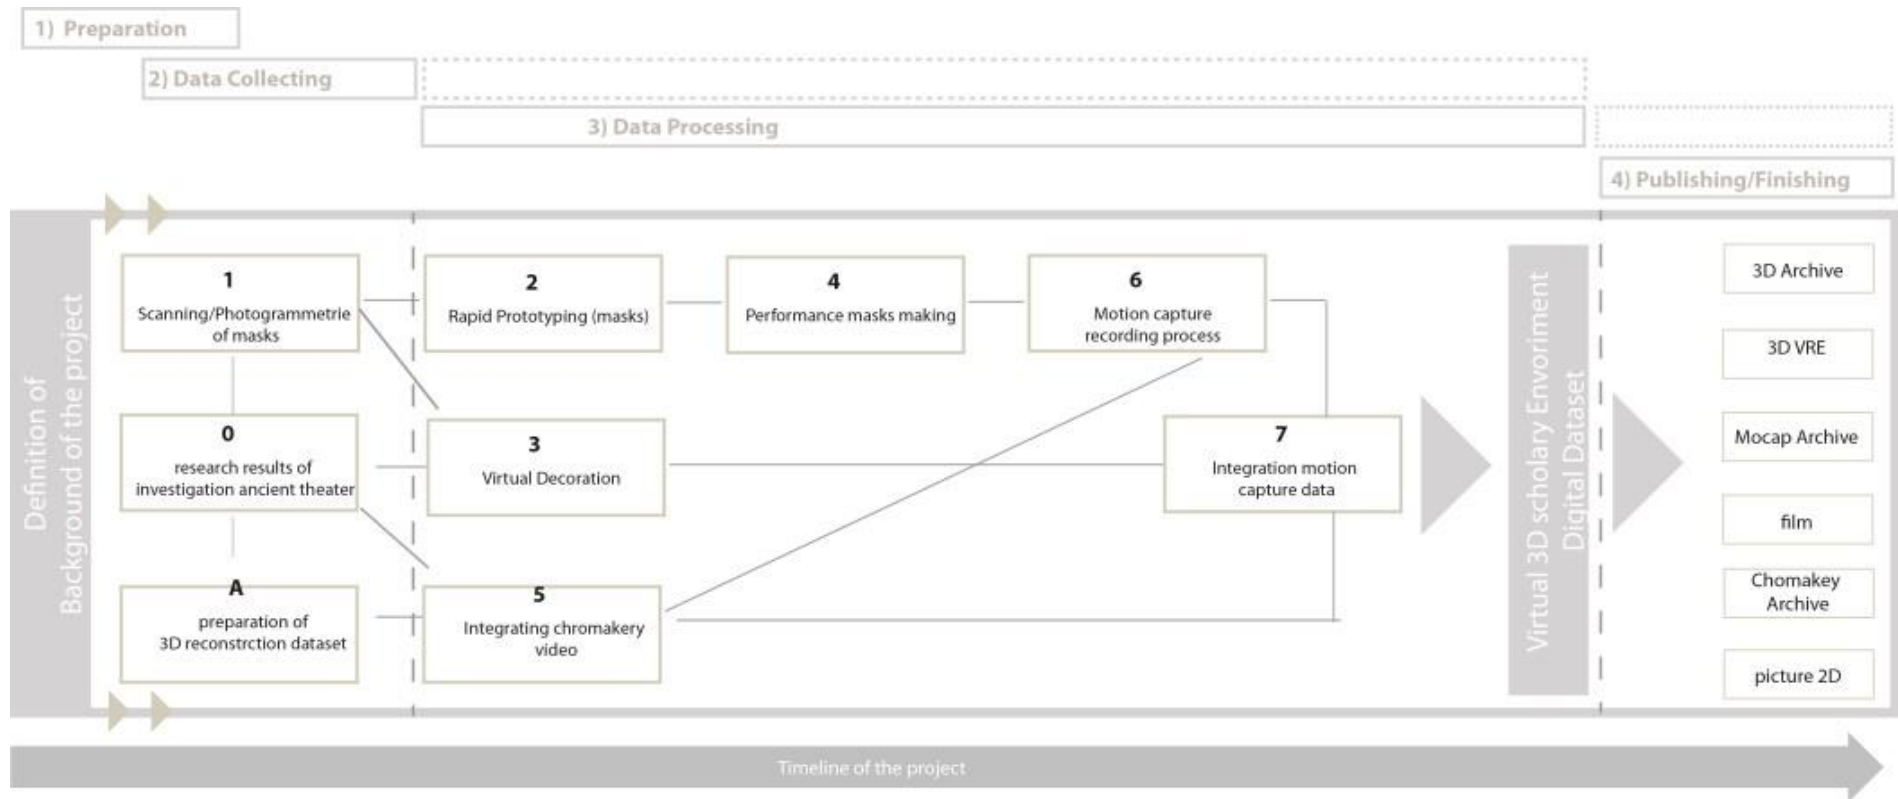 1) Preparation
2) Data Collecting
3) Data Processing
4) Publishing/Finishing
Definition of
Background of the project
1
Scanning/Photogrammetrie
of masks
2
Rapid Prototyping (masks)
4
Performance masks making
6
Motion capture
recording process
0
research results of
investigation ancient theater
3
Virtual Decoration
7
Integration motion
capture data
A
preparation of
3D reconstrction dataset
5
Integrating chromakery
video
Virtual 3D scholary Envoriment
Digital Dataset
3D Archive
3D VRE
Mocap Archive
film
Chomakey
Archive
picture 2D
Timeline of the project